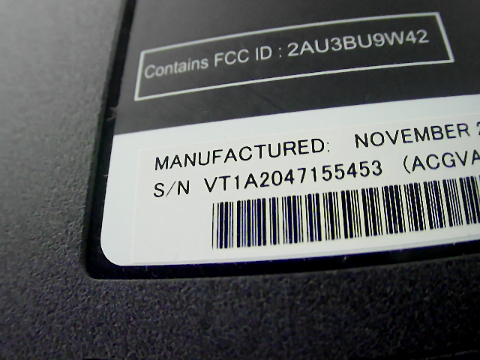 Contains FCC ID : 2AU3BU9W42
MANUFACTURED: NOVEMBER
S/N VT1A2047155453 (ACGVA